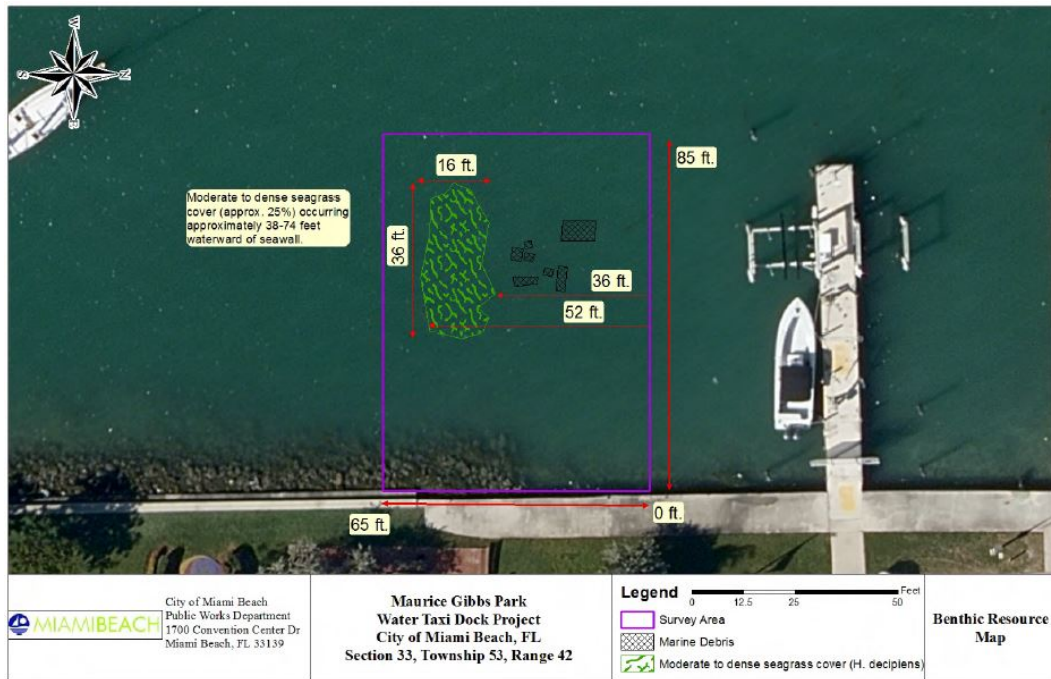 W
S
N
E
16 ft.
85 ft.
Moderate to dense seagrass
cover (approx. 25%) occurring
approximately 38-74 feet
waterward of seawall.
36 ft.
36 ft.
52 ft.
65 ft.
0 ft.
MIAMIBEACH
City of Miami Beach
Public Works Department
1700 Convention Center Dr
Miami Beach, FL 33139
Maurice Gibbs Park
Water Taxi Dock Project
City of Miami Beach, FL
Section 33, Township 53, Range 42
Legend
Feet
0 12.5 25 50
Survey Area
Marine Debris
Moderate to dense seagrass cover (H. decipiens)
Benthic Resource
Map